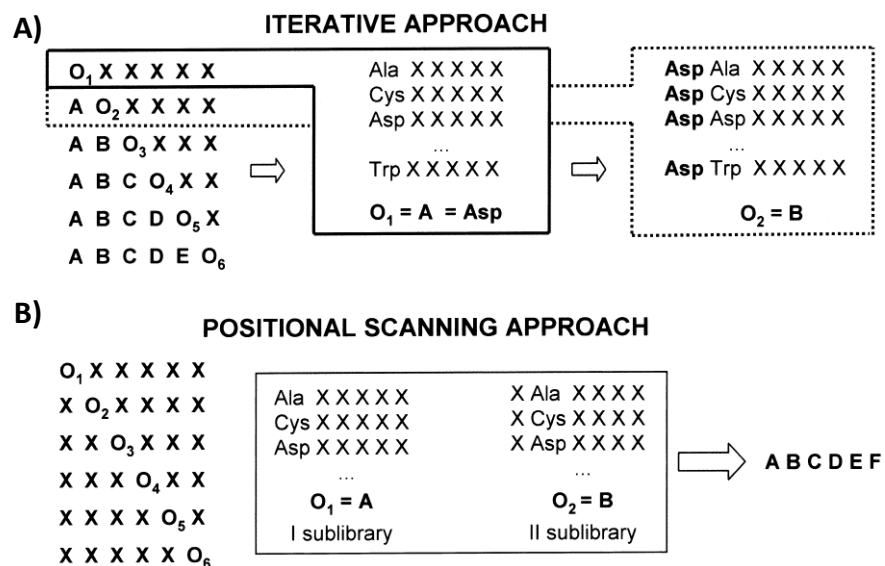 A)
ITERATIVE APPROACH
O₁ X X X X X
A O₂ X X X X
A B O₃ X X X
A B C O₄ X X
A B C D O₅ X
A B C D E O₆
Ala X X X X X
Cys X X X X X
Asp X X X X X
...
Trp X X X X X
O₁ = A = Asp
Asp Ala X X X X X
Asp Cys X X X X X
Asp Asp X X X X X
...
Asp Trp X X X X X
O₂ = B
B)
POSITIONAL SCANNING APPROACH
O₁ X X X X X
X O₂ X X X X
X X O₃ X X X
X X X O₄ X X
X X X X O₅ X
X X X X X O₆
Ala X X X X X
Cys X X X X X
Asp X X X X X
...
O₁ = A
I sublibrary
X Ala X X X X
X Cys X X X X
X Asp X X X X
...
O₂ = B
II sublibrary
A B C D E F